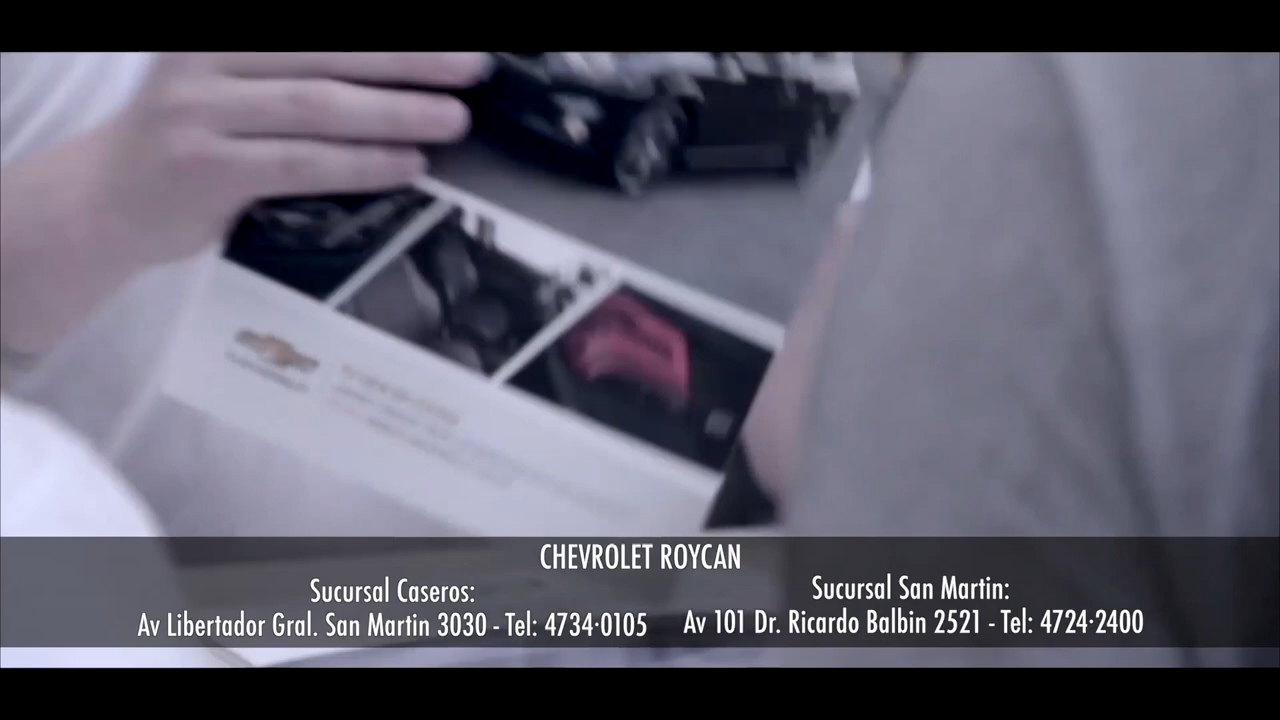 CHEVROLET ROYCAN
Sucursal Caseros:
Av Libertador Gral. San Martin 3030 - Tel: 4734·0105
Sucursal San Martin:
Av 101 Dr. Ricardo Balbin 2521 - Tel: 4724·2400